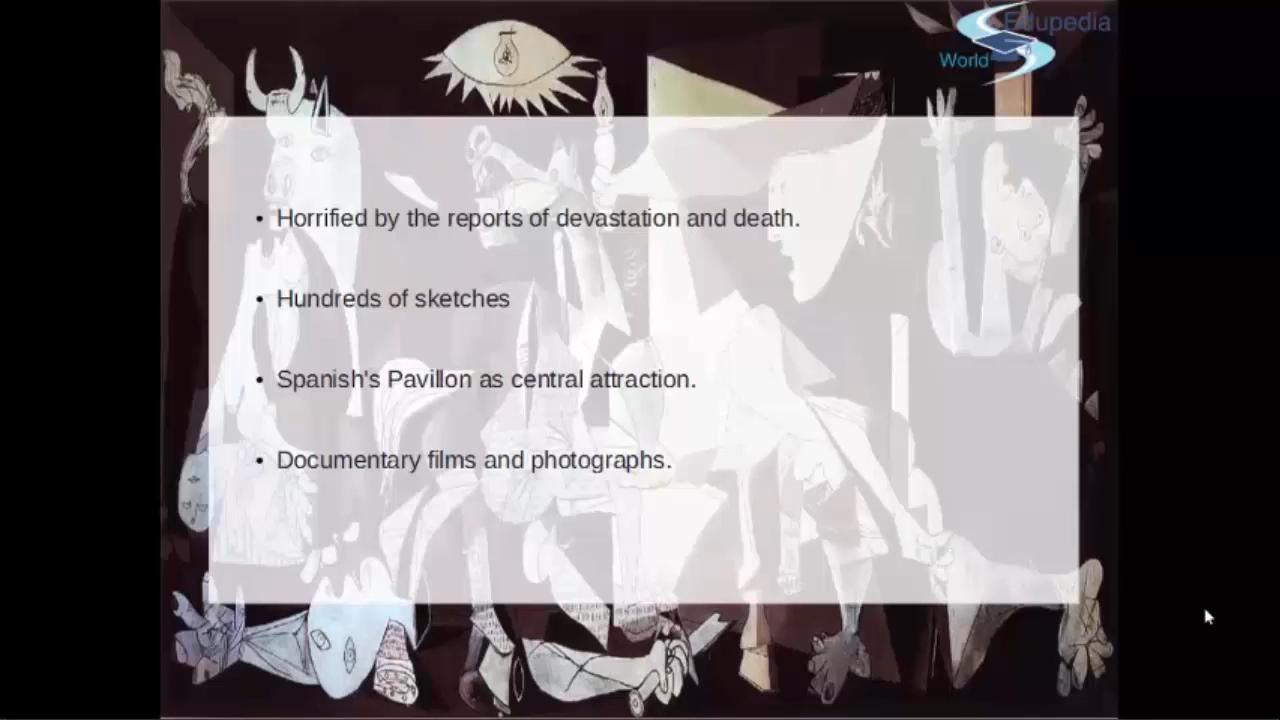 Edupedia
World
• Horrified by the reports of devastation and death.
• Hundreds of sketches
• Spanish's Pavillon as central attraction.
• Documentary films and photographs.